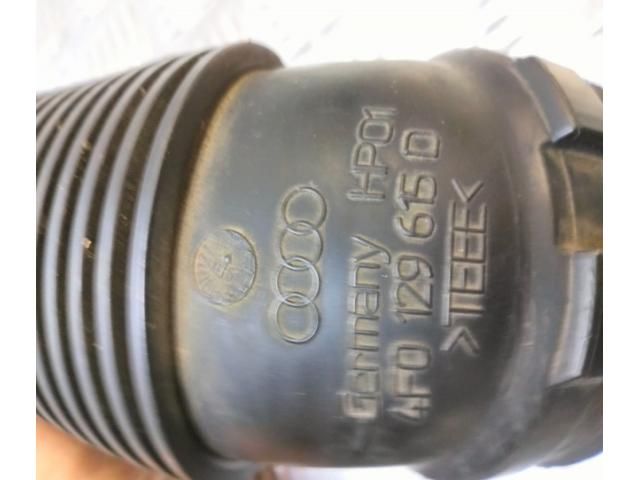 Germany HP01
4F0 129 615 D
>TEEE<